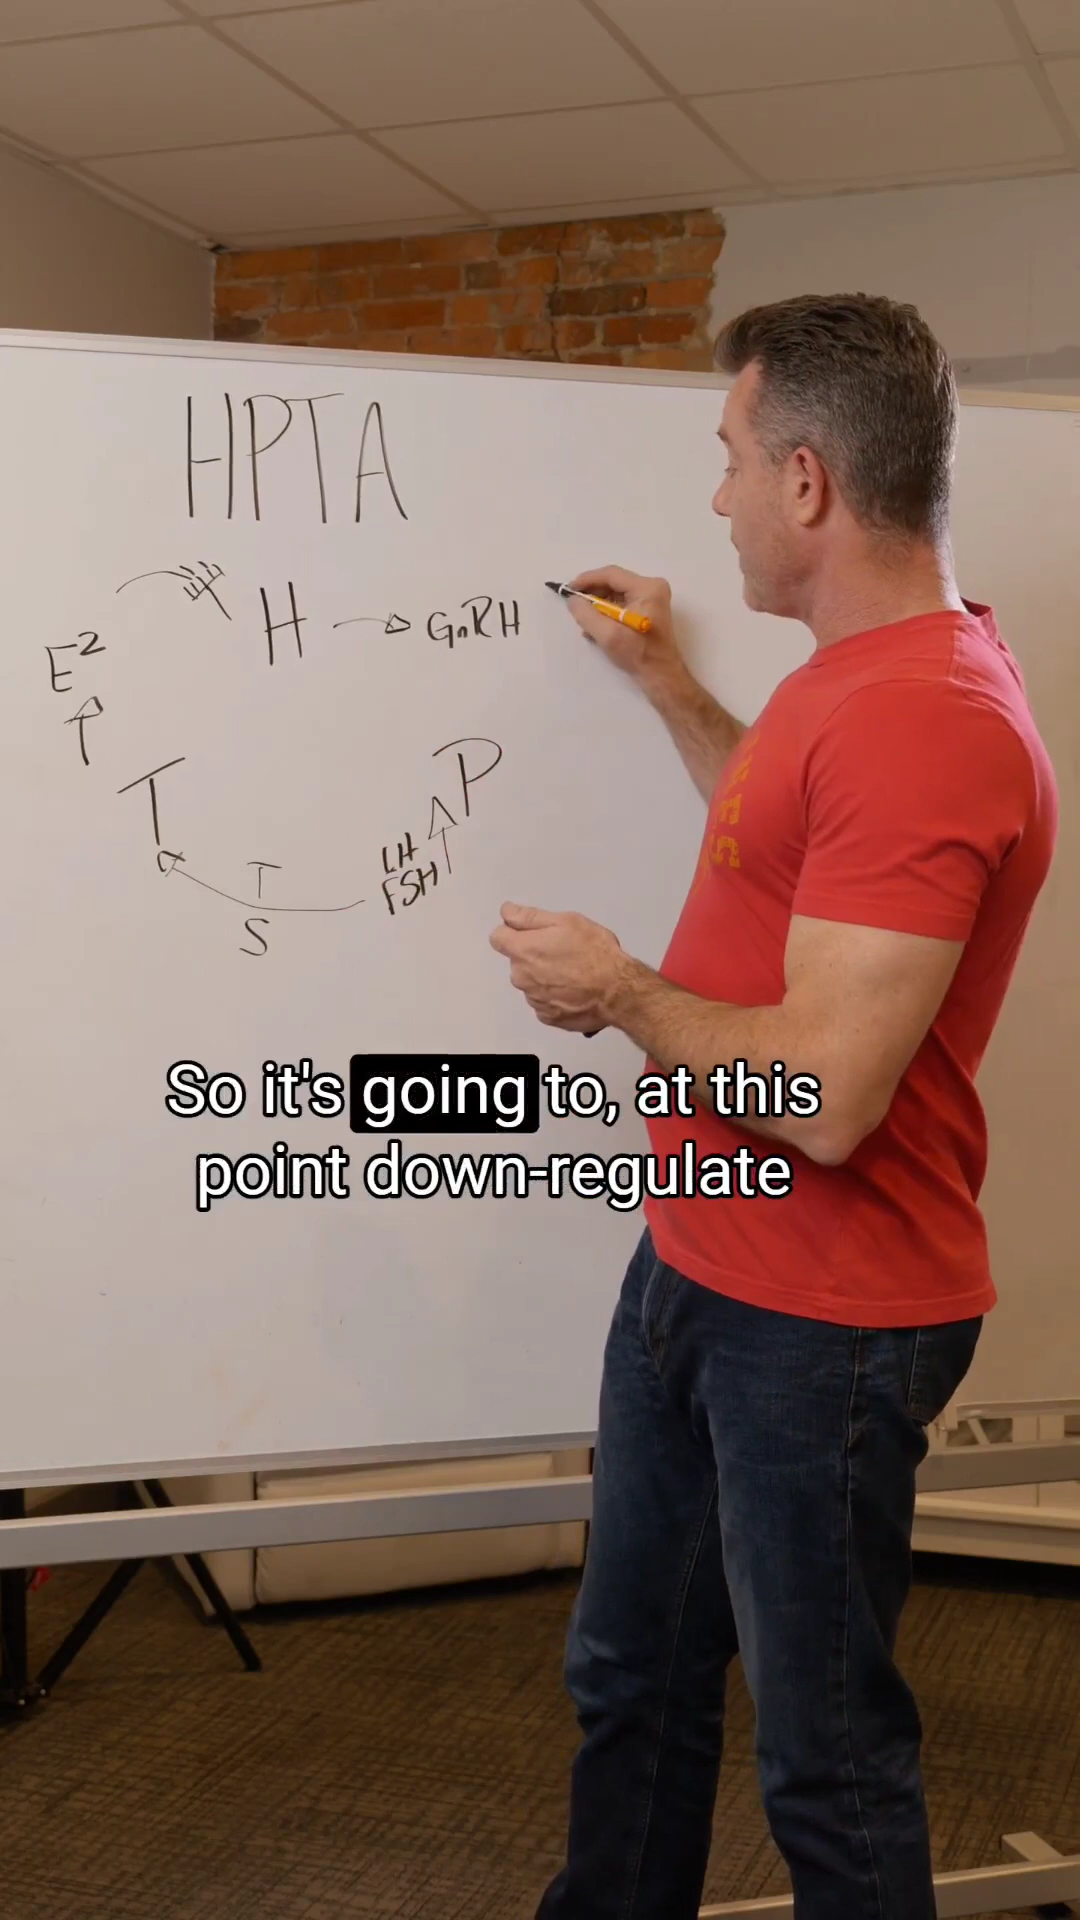 HPTA
H → GnRH
E²
↑
T
P
LH
FSH
T
S
So it's going to, at this
point down-regulate